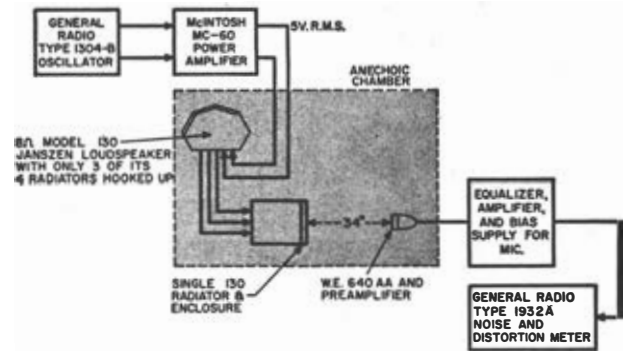 GENERAL
RADIO
TYPE 1304-B
OSCILLATOR
McINTOSH
MC-60
POWER
AMPLIFIER
5V. R.M.S.
ANECHOIC
CHAMBER
8Ω MODEL 130
JANSZEN LOUDSPEAKER
WITH ONLY 3 OF ITS
4 RADIATORS HOOKED UP
34"
EQUALIZER,
AMPLIFIER,
AND BIAS
SUPPLY FOR
MIC.
SINGLE 130
RADIATOR &
ENCLOSURE
W.E. 640 AA AND
PREAMPLIFIER
GENERAL RADIO
TYPE 1932A
NOISE AND
DISTORTION METER